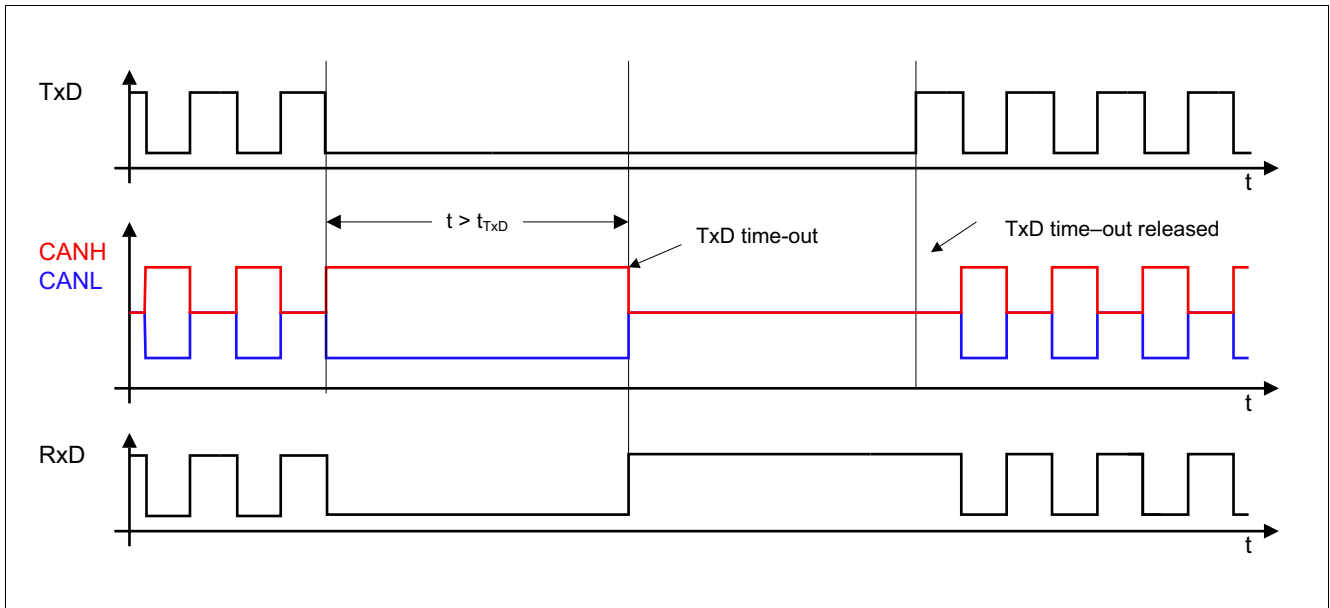 TxD
t
t > tTxD
TxD time-out
TxD time–out released
CANH
CANL
t
RxD
t